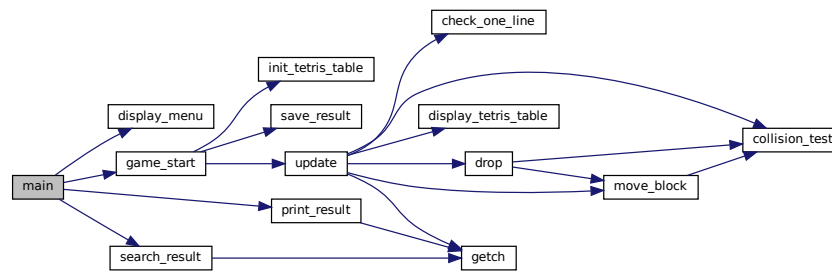 check_one_line
init_tetris_table
display_menu
save_result
display_tetris_table
collision_test
game_start
update
drop
main
move_block
print_result
search_result
getch